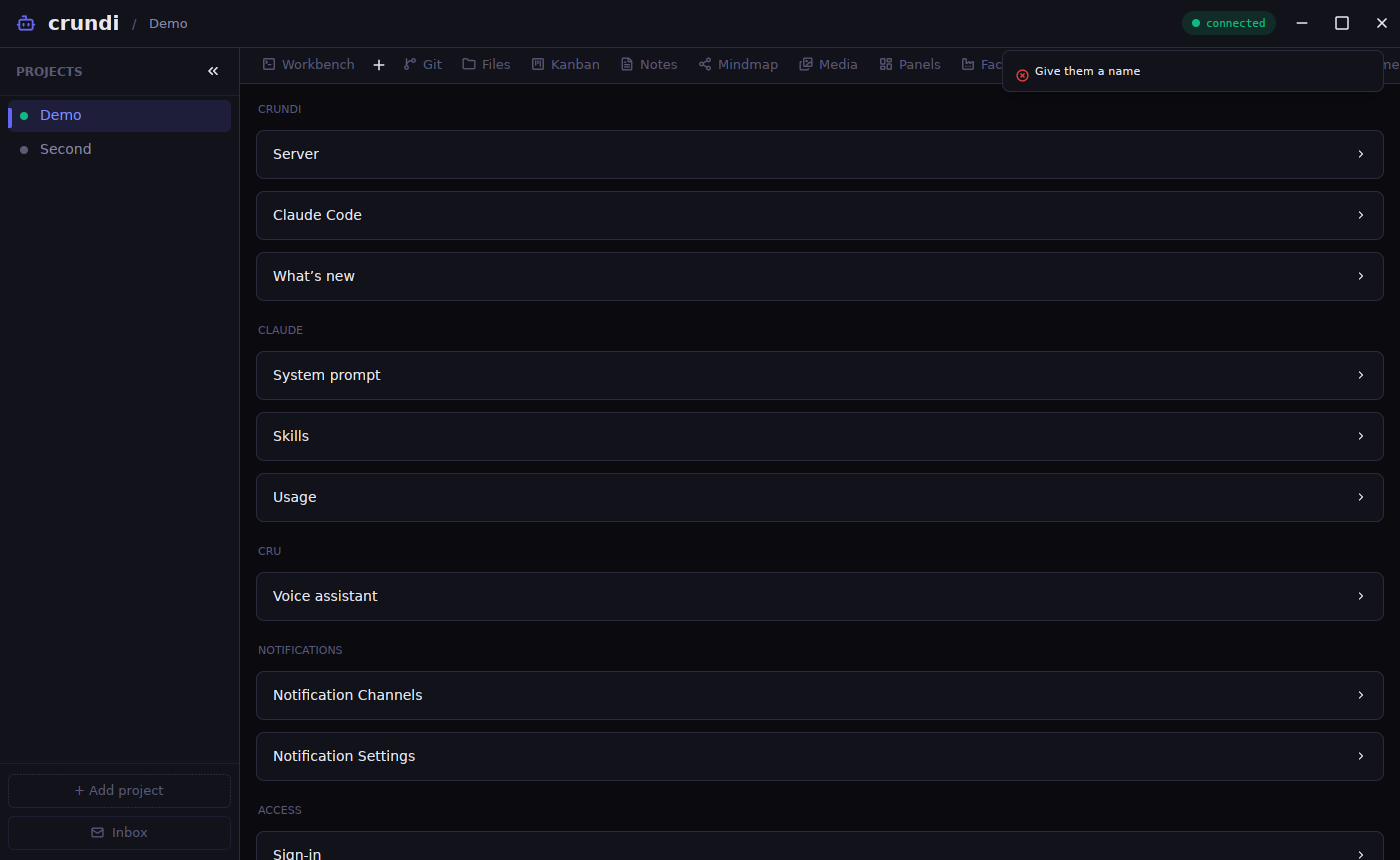 crundi / Demo
connected
PROJECTS
Workbench
Git
Files
Kanban
Notes
Mindmap
Media
Panels
Fac
Give them a name
me
Demo
Second
CRUNDI
Server
Claude Code
What’s new
CLAUDE
System prompt
Skills
Usage
CRU
Voice assistant
NOTIFICATIONS
Notification Channels
Notification Settings
ACCESS
Sign-in
+ Add project
Inbox